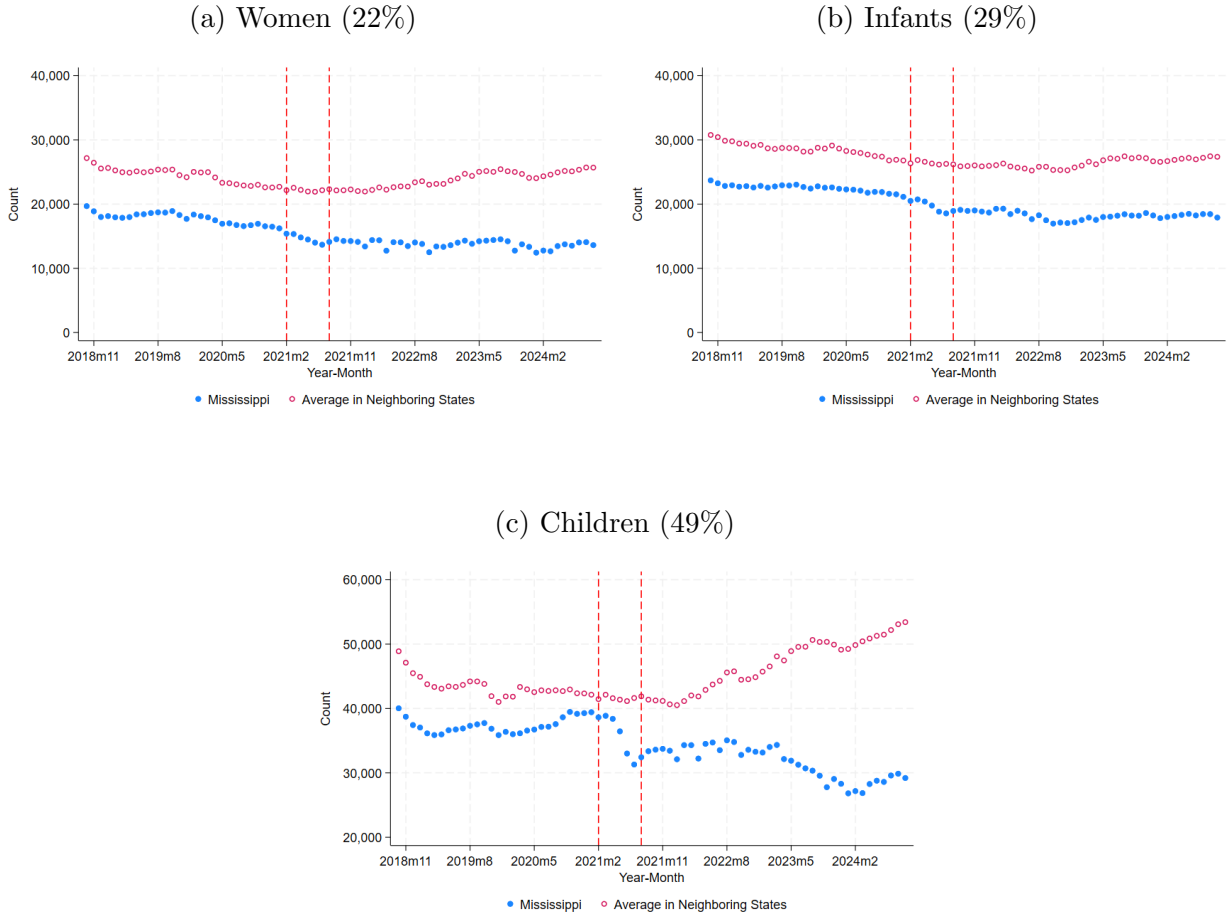 (a) Women (22%)
40,000
30,000
20,000
10,000
0
Count
2018m11 2019m8 2020m5 2021m2 2021m11 2022m8 2023m5 2024m2
Year-Month
Mississippi Average in Neighboring States
(b) Infants (29%)
40,000
30,000
20,000
10,000
0
Count
2018m11 2019m8 2020m5 2021m2 2021m11 2022m8 2023m5 2024m2
Year-Month
Mississippi Average in Neighboring States
(c) Children (49%)
60,000
50,000
40,000
30,000
20,000
Count
2018m11 2019m8 2020m5 2021m2 2021m11 2022m8 2023m5 2024m2
Year-Month
Mississippi Average in Neighboring States